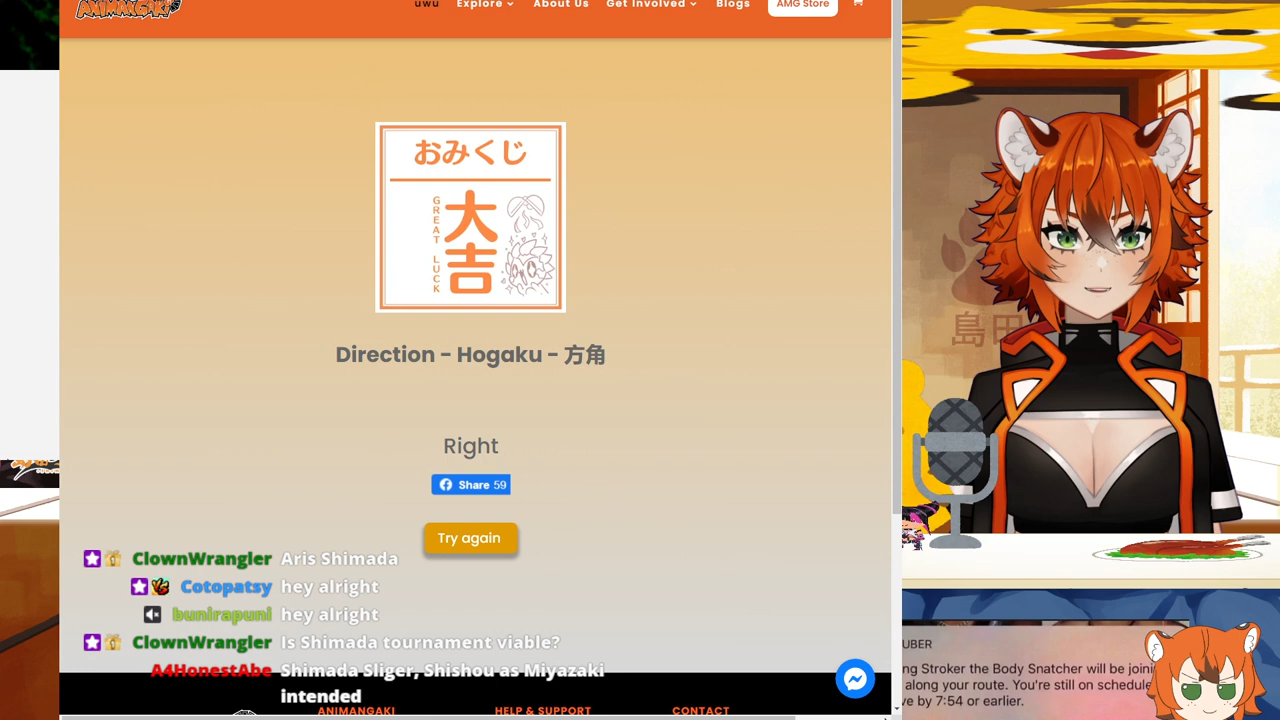 ANIMANGAKI
uwu
Explore
About Us
Get Involved
Blogs
AMG Store
おみくじ
GREAT LUCK
大吉
Direction - Hogaku - 方角
Right
Share 59
Try again
ClownWrangler Aris Shimada
Cotopatsy hey alright
bunirapuni hey alright
ClownWrangler Is Shimada tournament viable?
A4HonestAbe Shimada Sliger, Shishou as Miyazaki
intended
ANIMANGAKI
HELP & SUPPORT
CONTACT
島田
UBER
ng Stroker the Body Snatcher will be joini
along your route. You're still on schedule
ve by 7:54 or earlier.